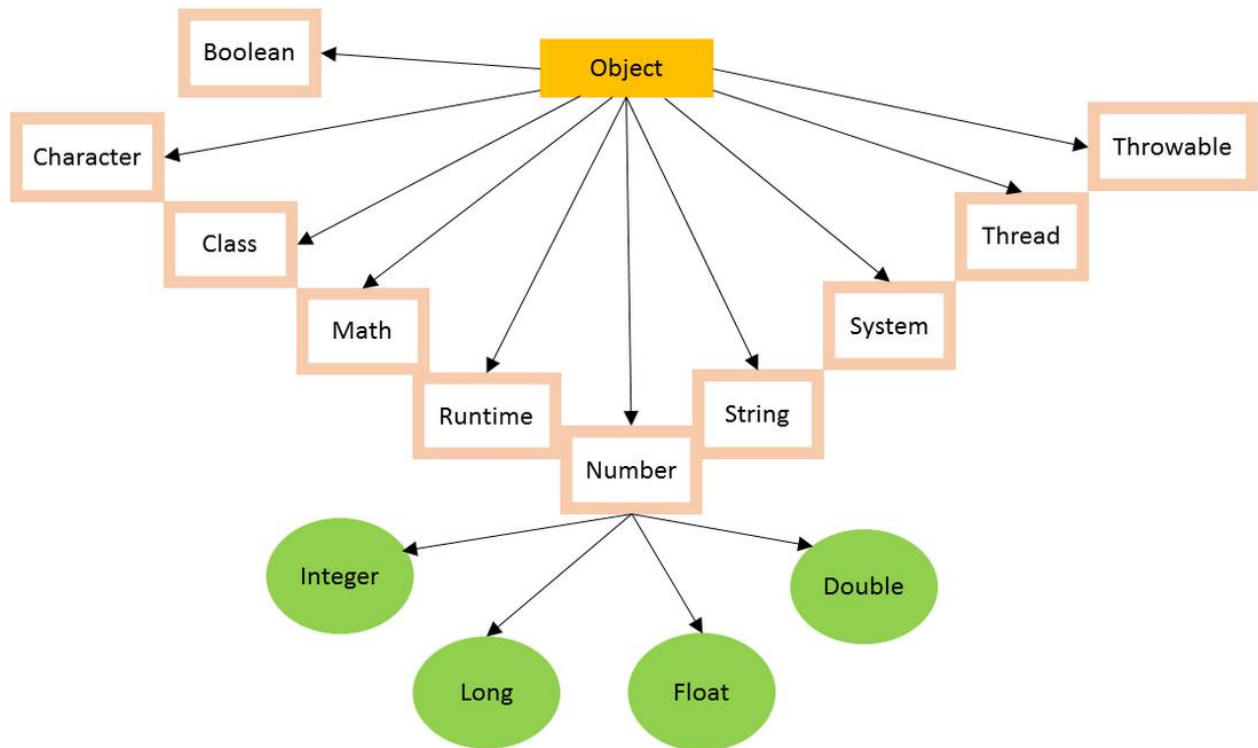 Boolean
Object
Character
Throwable
Class
Thread
Math
System
Runtime
String
Number
Integer
Double
Long
Float